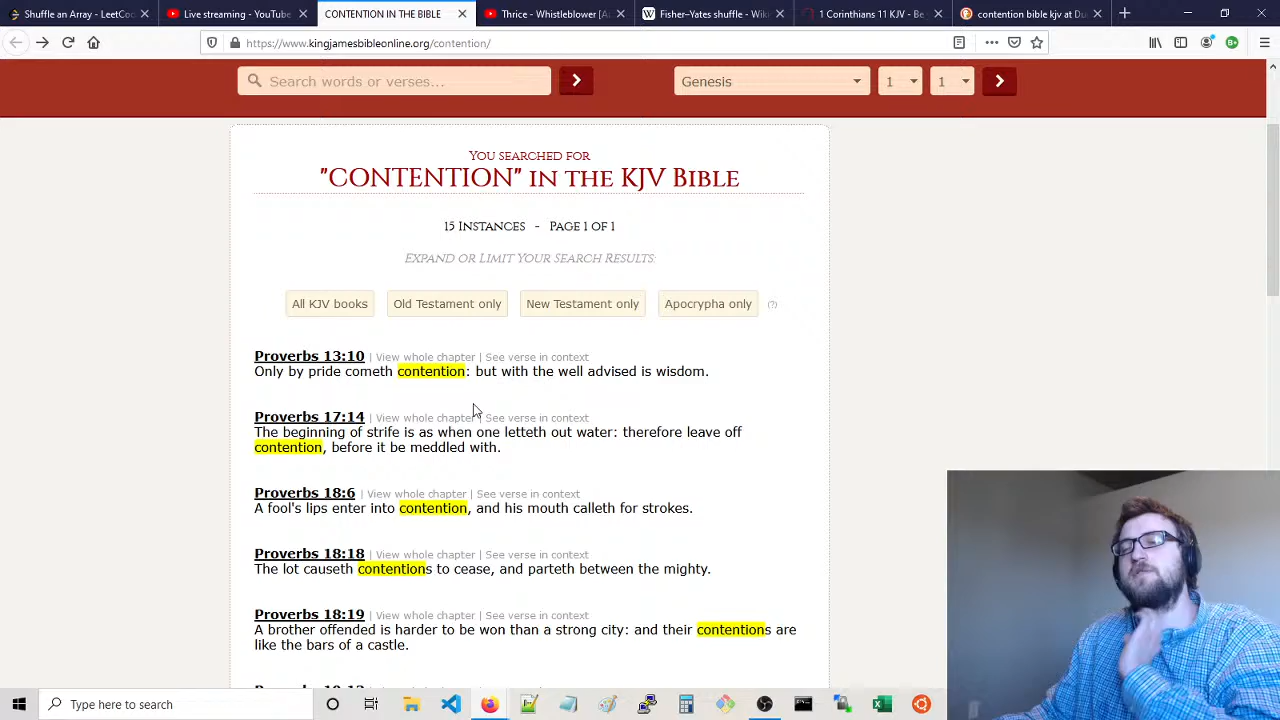 Shuffle an Array - LeetCo
Live streaming - YouTube
CONTENTION IN THE BIBLE
Thrice - Whistleblower [A
Fisher–Yates shuffle - Wiki
1 Corinthians 11 KJV - Be j
contention bible kjv at Du
https://www.kingjamesbibleonline.org/contention/
Search words or verses...
Genesis
1
1
You searched for
"CONTENTION" in the KJV Bible
15 Instances - Page 1 of 1
Expand or Limit Your Search Results:
All KJV books
Old Testament only
New Testament only
Apocrypha only
(?)
Proverbs 13:10 | View whole chapter | See verse in context
Only by pride cometh contention: but with the well advised is wisdom.
Proverbs 17:14 | View whole chapter | See verse in context
The beginning of strife is as when one letteth out water: therefore leave off
contention, before it be meddled with.
Proverbs 18:6 | View whole chapter | See verse in context
A fool's lips enter into contention, and his mouth calleth for strokes.
Proverbs 18:18 | View whole chapter | See verse in context
The lot causeth contentions to cease, and parteth between the mighty.
Proverbs 18:19 | View whole chapter | See verse in context
A brother offended is harder to be won than a strong city: and their contentions are
like the bars of a castle.
Type here to search